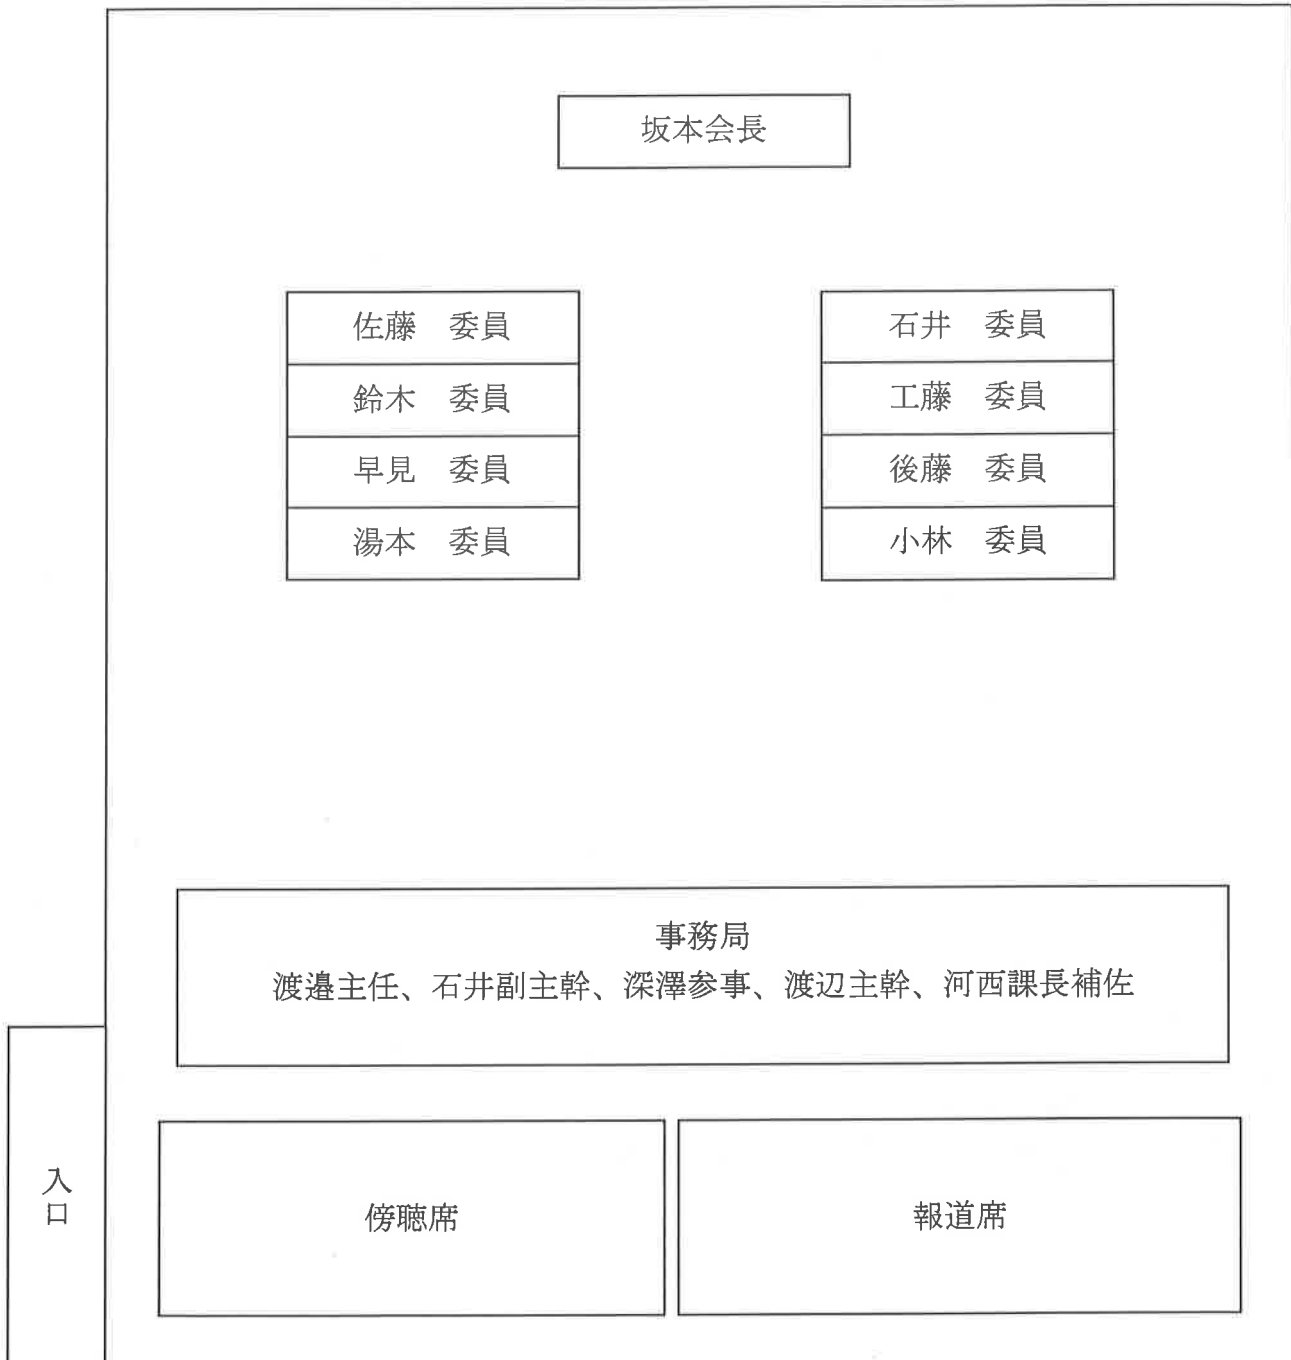 坂本会長
佐藤　委員
鈴木　委員
早見　委員
湯本　委員
石井　委員
工藤　委員
後藤　委員
小林　委員
事務局
渡邉主任、石井副主幹、深澤参事、渡辺主幹、河西課長補佐
入口
傍聴席
報道席